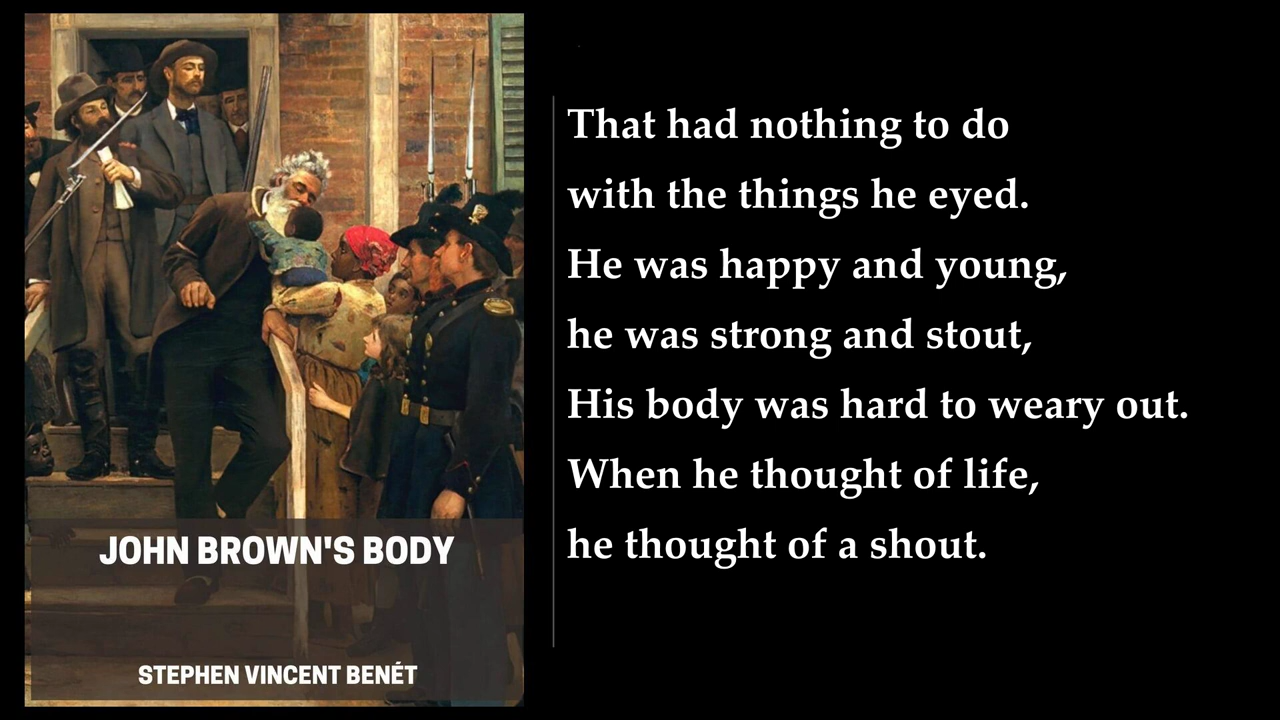 JOHN BROWN'S BODY
STEPHEN VINCENT BENÉT
That had nothing to do
with the things he eyed.
He was happy and young,
he was strong and stout,
His body was hard to weary out.
When he thought of life,
he thought of a shout.